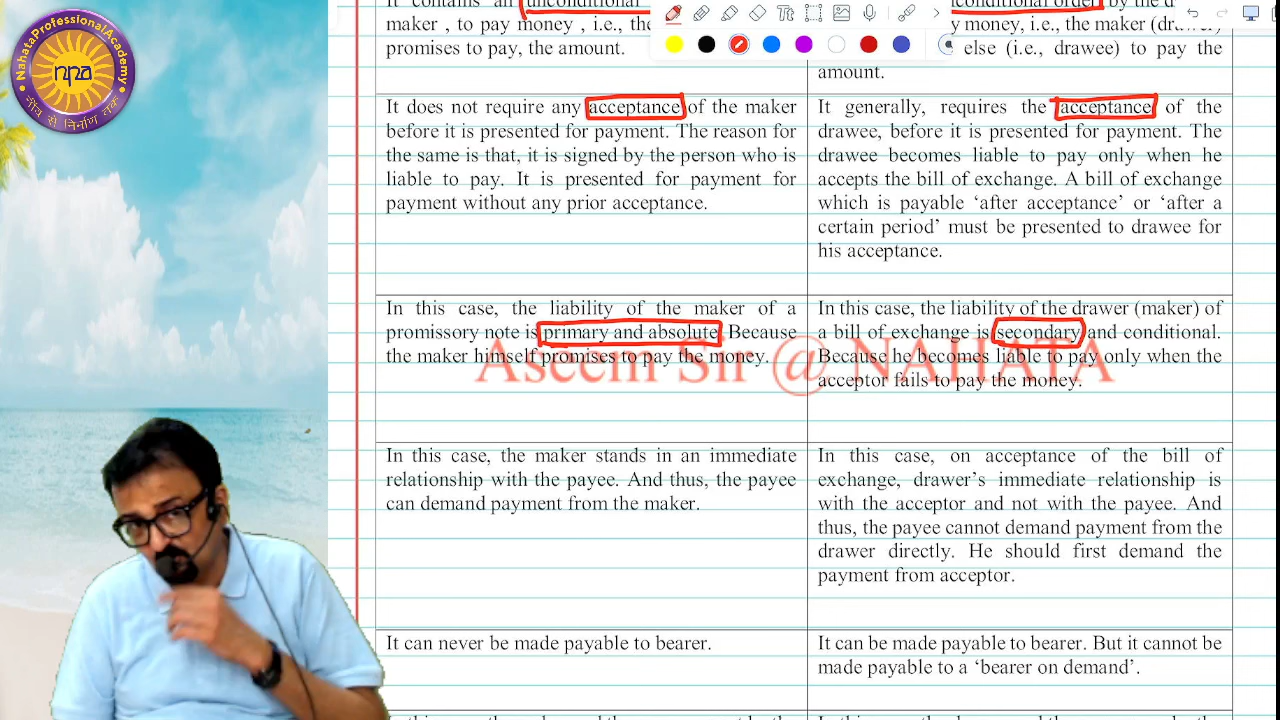 NahataProfessionalAcademy
npa
नींव से निर्माण तक
It contains an unconditional
maker , to pay money , i.e., the
promises to pay, the amount.
conditional order by the
y money, i.e., the maker
else (i.e., drawee) to pay the
amount.
It does not require any acceptance of the maker
before it is presented for payment. The reason for
the same is that, it is signed by the person who is
liable to pay. It is presented for payment for
payment without any prior acceptance.
It generally, requires the acceptance of the
drawee, before it is presented for payment. The
drawee becomes liable to pay only when he
accepts the bill of exchange. A bill of exchange
which is payable ‘after acceptance’ or ‘after a
certain period’ must be presented to drawee for
his acceptance.
In this case, the liability of the maker of a
promissory note is primary and absolute. Because
the maker himself promises to pay the money.
In this case, the liability of the drawer (maker) of
a bill of exchange is secondary and conditional.
Because he becomes liable to pay only when the
acceptor fails to pay the money.
Aseem Sir @ NAHATA
In this case, the maker stands in an immediate
relationship with the payee. And thus, the payee
can demand payment from the maker.
In this case, on acceptance of the bill of
exchange, drawer’s immediate relationship is
with the acceptor and not with the payee. And
thus, the payee cannot demand payment from the
drawer directly. He should first demand the
payment from acceptor.
It can never be made payable to bearer.
It can be made payable to bearer. But it cannot be
made payable to a ‘bearer on demand’.